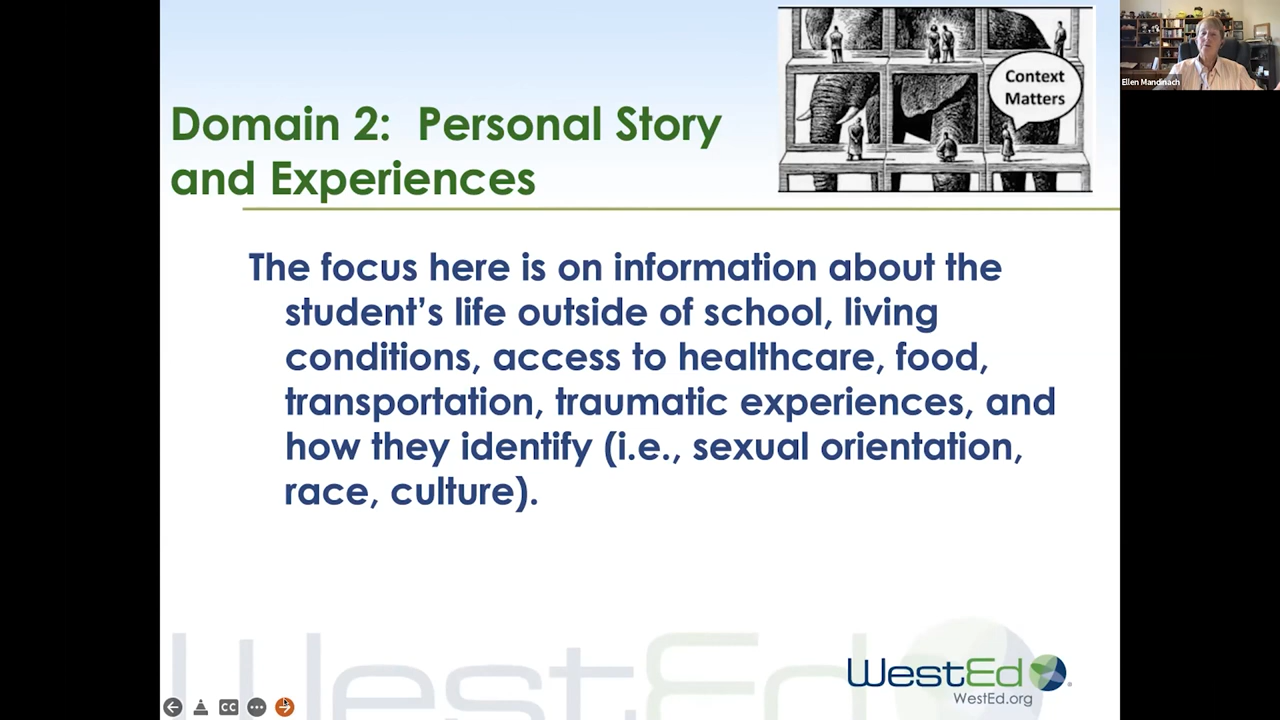 Domain 2: Personal Story
and Experiences
Context
Matters
Ellen Mandinach
The focus here is on information about the
student's life outside of school, living
conditions, access to healthcare, food,
transportation, traumatic experiences, and
how they identify (i.e., sexual orientation,
race, culture).
WestEd
WestEd
WestEd.org
CC